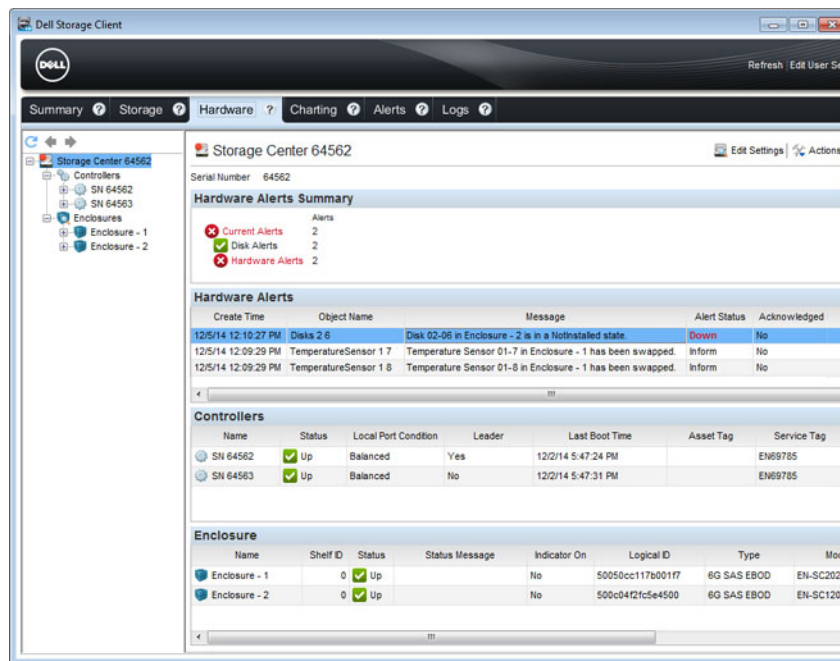 Dell Storage Client
DELL
Refresh Edit User Se
Summary ? Storage ? Hardware ? Charting ? Alerts ? Logs ?
Storage Center 64562
Controllers
SN 64562
SN 64563
Enclosures
Enclosure - 1
Enclosure - 2
Storage Center 64562 Edit Settings Actions
Serial Number 64562
Hardware Alerts Summary
Alerts
Current Alerts 2
Disk Alerts 2
Hardware Alerts 2
Hardware Alerts
Create Time Object Name Message Alert Status Acknowledged
12/5/14 12:10:27 PM Disks 2 6 Disk 02-06 in Enclosure - 2 is in a NotInstalled state. Down No
12/5/14 12:09:29 PM TemperatureSensor 1 7 Temperature Sensor 01-7 in Enclosure - 1 has been swapped. Inform No
12/5/14 12:09:29 PM TemperatureSensor 1 8 Temperature Sensor 01-8 in Enclosure - 1 has been swapped. Inform No
Controllers
Name Status Local Port Condition Leader Last Boot Time Asset Tag Service Tag
SN 64562 Up Balanced Yes 12/2/14 5:47:24 PM EN69785
SN 64563 Up Balanced No 12/2/14 5:47:31 PM EN69785
Enclosure
Name Shelf ID Status Status Message Indicator On Logical ID Type Mod
Enclosure - 1 0 Up No 50050cc117b001f7 6G SAS EBOD EN-SC202
Enclosure - 2 0 Up No 500c04f2fc5e4500 6G SAS EBOD EN-SC120